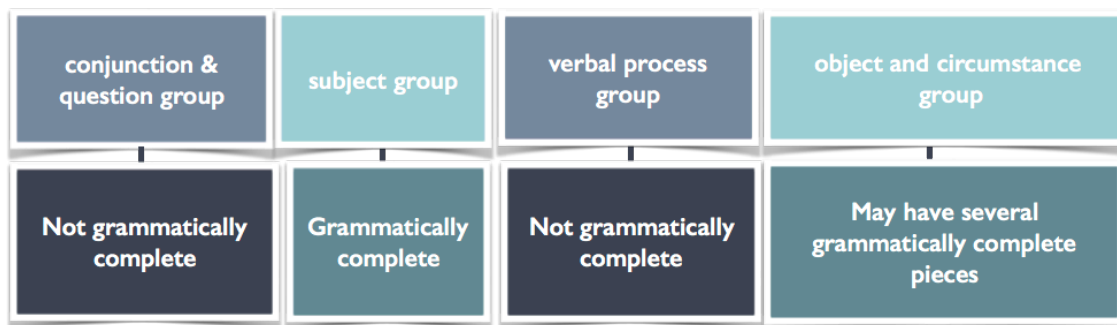 conjunction &
question group
subject group
verbal process
group
object and circumstance
group
Not grammatically
complete
Grammatically
complete
Not grammatically
complete
May have several
grammatically complete
pieces